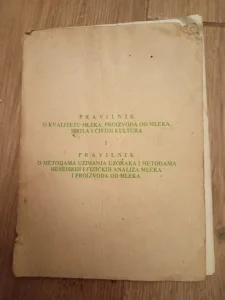 PRAVILNIK
O KVALITETU MLEKA, PROIZVODA OD MLEKA,
SIRILA I ČISTIH KULTURA
I
PRAVILNIK
O METODAMA UZIMANJA UZORAKA I METODAMA
HEMIJSKIH I FIZIČKIH ANALIZA MLEKA
I PROIZVODA OD MLEKA